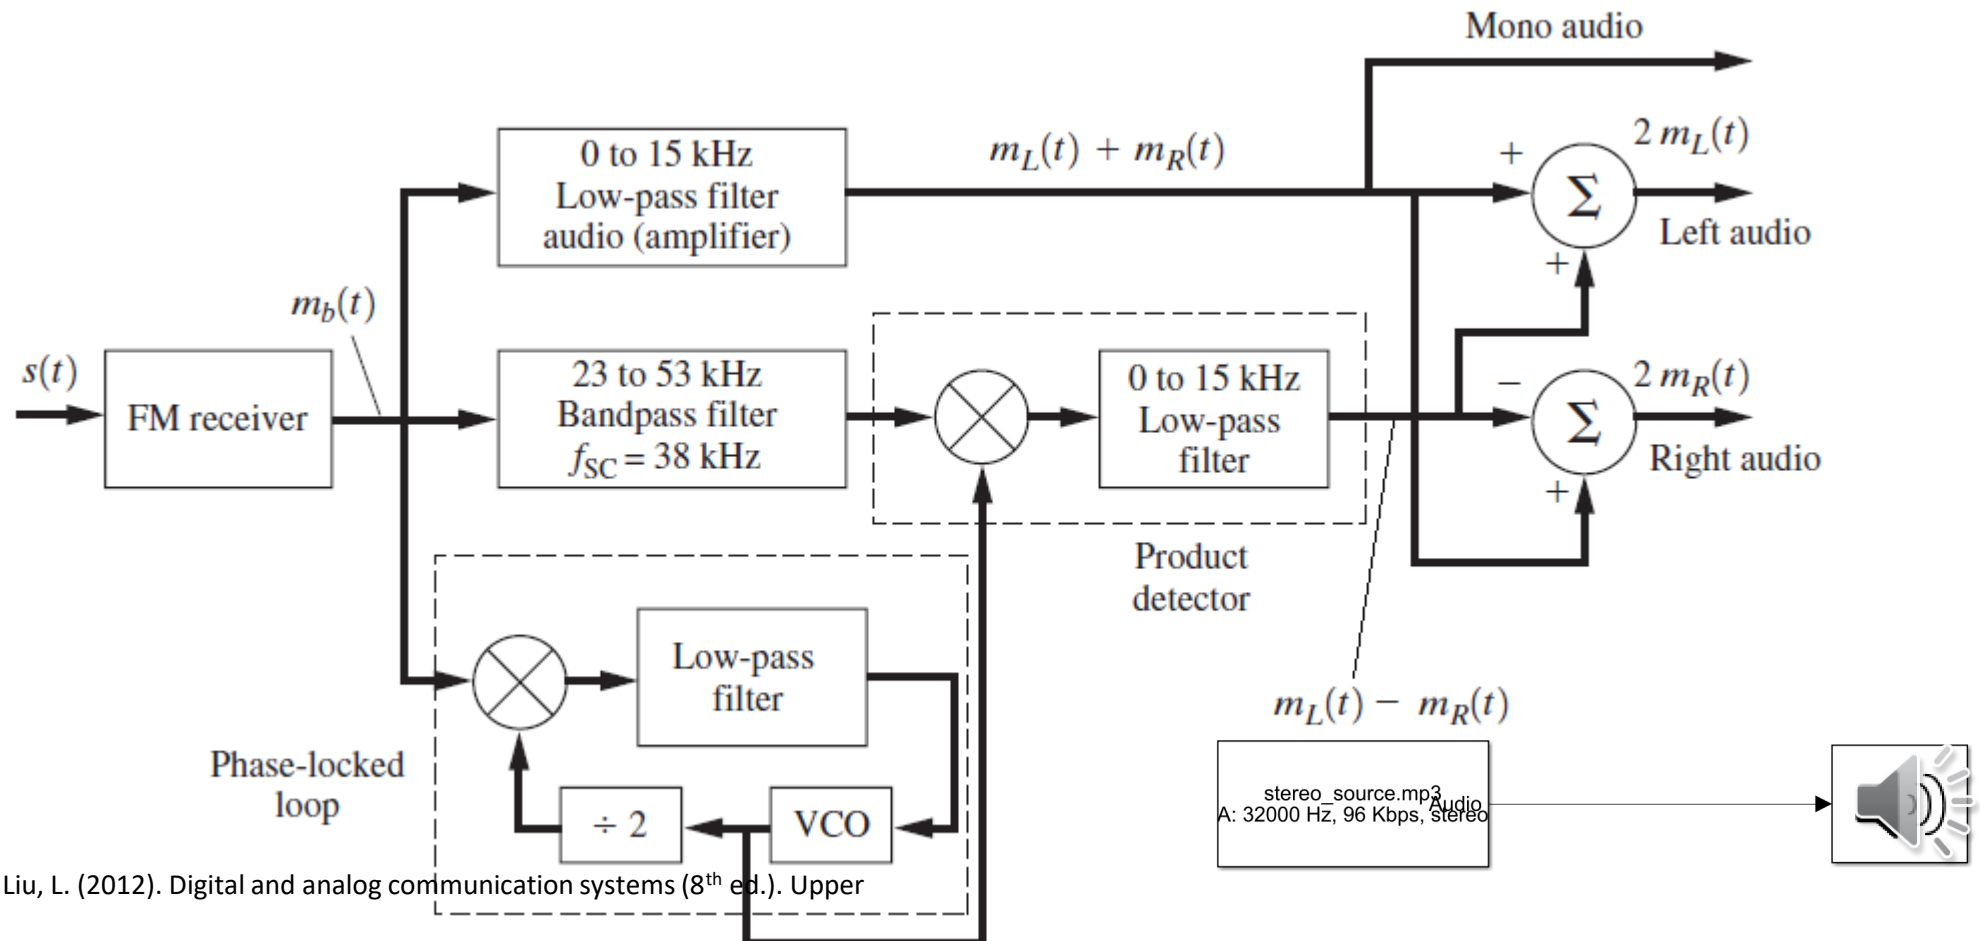 Mono audio
0 to 15 kHz
Low-pass filter
audio (amplifier)
m_L(t) + m_R(t)
+
Σ
+
2 m_L(t)
Left audio
m_b(t)
s(t)
FM receiver
23 to 53 kHz
Bandpass filter
f_SC = 38 kHz
0 to 15 kHz
Low-pass
filter
−
Σ
+
2 m_R(t)
Right audio
Product
detector
Low-pass
filter
Phase-locked
loop
÷ 2
VCO
m_L(t) − m_R(t)
stereo_source.mp3
Audio
A: 32000 Hz, 96 Kbps, stereo
Liu, L. (2012). Digital and analog communication systems (8th ed.). Upper